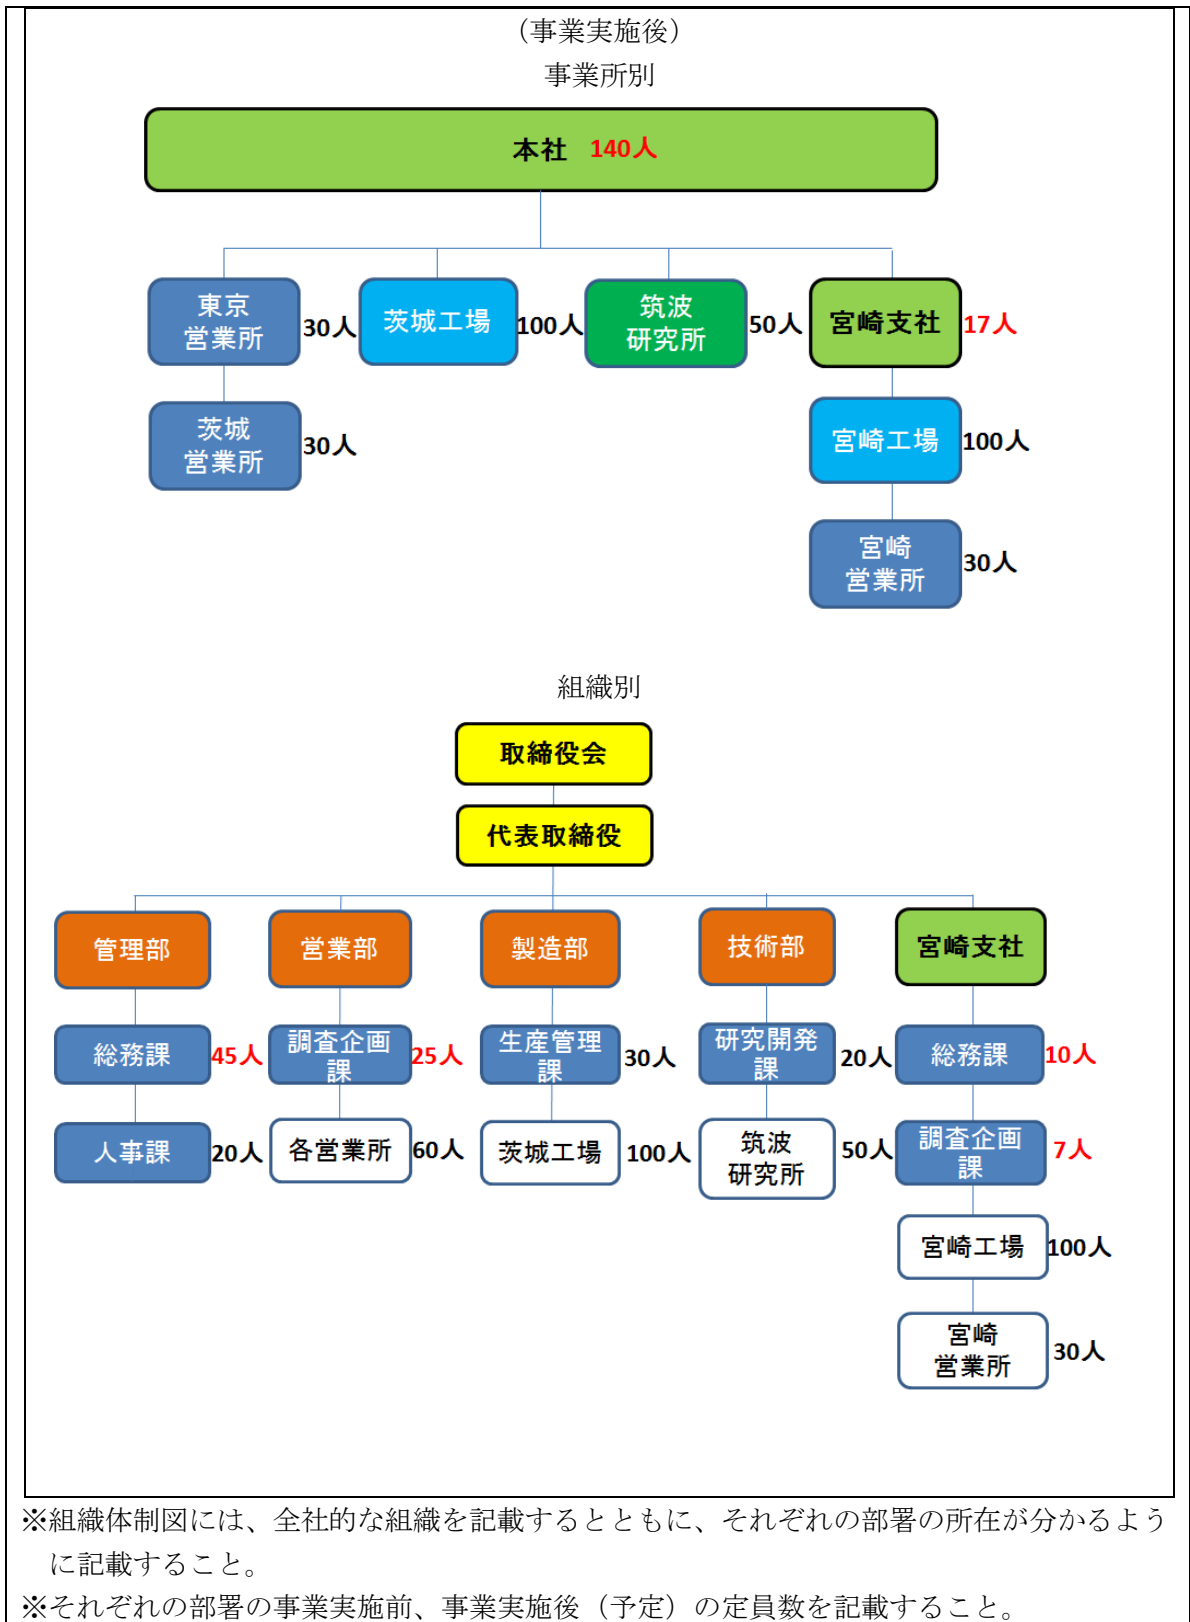 （事業実施後）
事業所別
本社 140人
東京
営業所
30人
茨城工場
100人
筑波
研究所
50人
宮崎支社
17人
茨城
営業所
30人
宮崎工場
100人
宮崎
営業所
30人
組織別
取締役会
代表取締役
管理部
営業部
製造部
技術部
宮崎支社
総務課
45人
調査企画
課
25人
生産管理
課
30人
研究開発
課
20人
総務課
10人
人事課
20人
各営業所
60人
茨城工場
100人
筑波
研究所
50人
調査企画
課
7人
宮崎工場
100人
宮崎
営業所
30人
※組織体制図には、全社的な組織を記載するとともに、それぞれの部署の所在が分かるよう
に記載すること。
※それぞれの部署の事業実施前、事業実施後（予定）の定員数を記載すること。